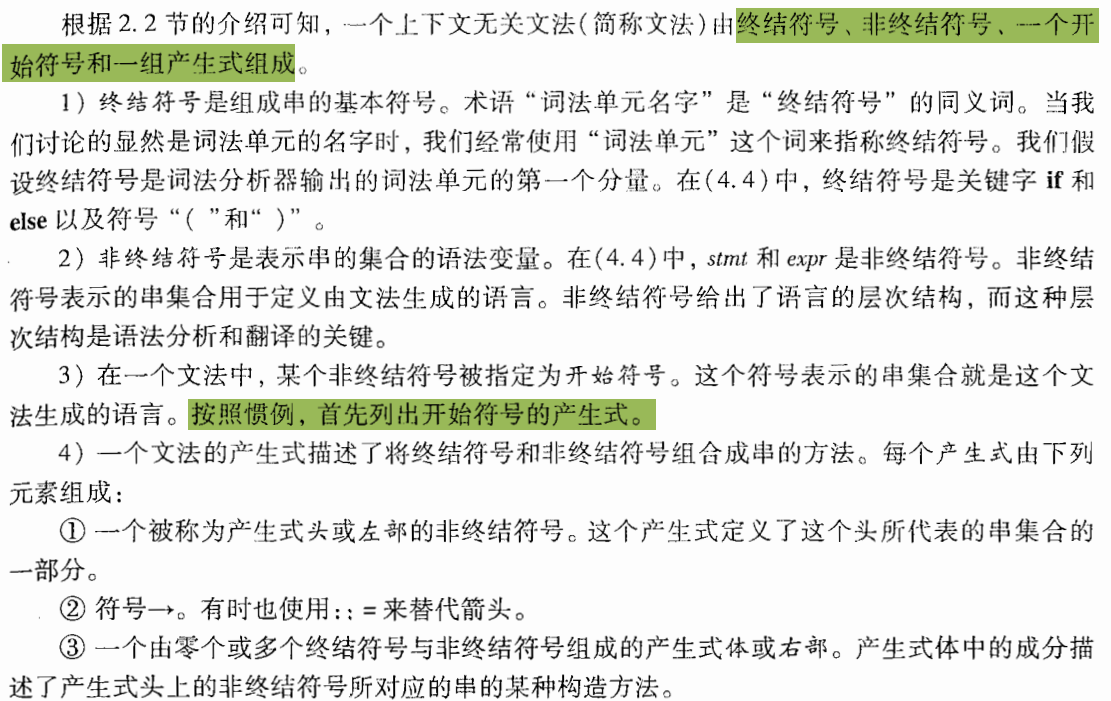 根据2.2节的介绍可知，一个上下文无关文法(简称文法)由终结符号、非终结符号、一个开
始符号和一组产生式组成。
1) 终结符号是组成串的基本符号。术语“词法单元名字”是“终结符号”的同义词。当我
们讨论的显然是词法单元的名字时，我们经常使用“词法单元”这个词来指称终结符号。我们假
设终结符号是词法分析器输出的词法单元的第一个分量。在(4.4)中，终结符号是关键字 if 和
else 以及符号“( ”和“ )”。
2) 非终结符号是表示串的集合的语法变量。在(4.4)中，stmt 和 expr 是非终结符号。非终结
符号表示的串集合用于定义由文法生成的语言。非终结符号给出了语言的层次结构，而这种层
次结构是语法分析和翻译的关键。
3) 在一个文法中，某个非终结符号被指定为开始符号。这个符号表示的串集合就是这个文
法生成的语言。按照惯例，首先列出开始符号的产生式。
4) 一个文法的产生式描述了将终结符号和非终结符号组合成串的方法。每个产生式由下列
元素组成：
① 一个被称为产生式头或左部的非终结符号。这个产生式定义了这个头所代表的串集合的
一部分。
② 符号→。有时也使用::=来替代箭头。
③ 一个由零个或多个终结符号与非终结符号组成的产生式体或右部。产生式体中的成分描
述了产生式头上的非终结符号所对应的串的某种构造方法。